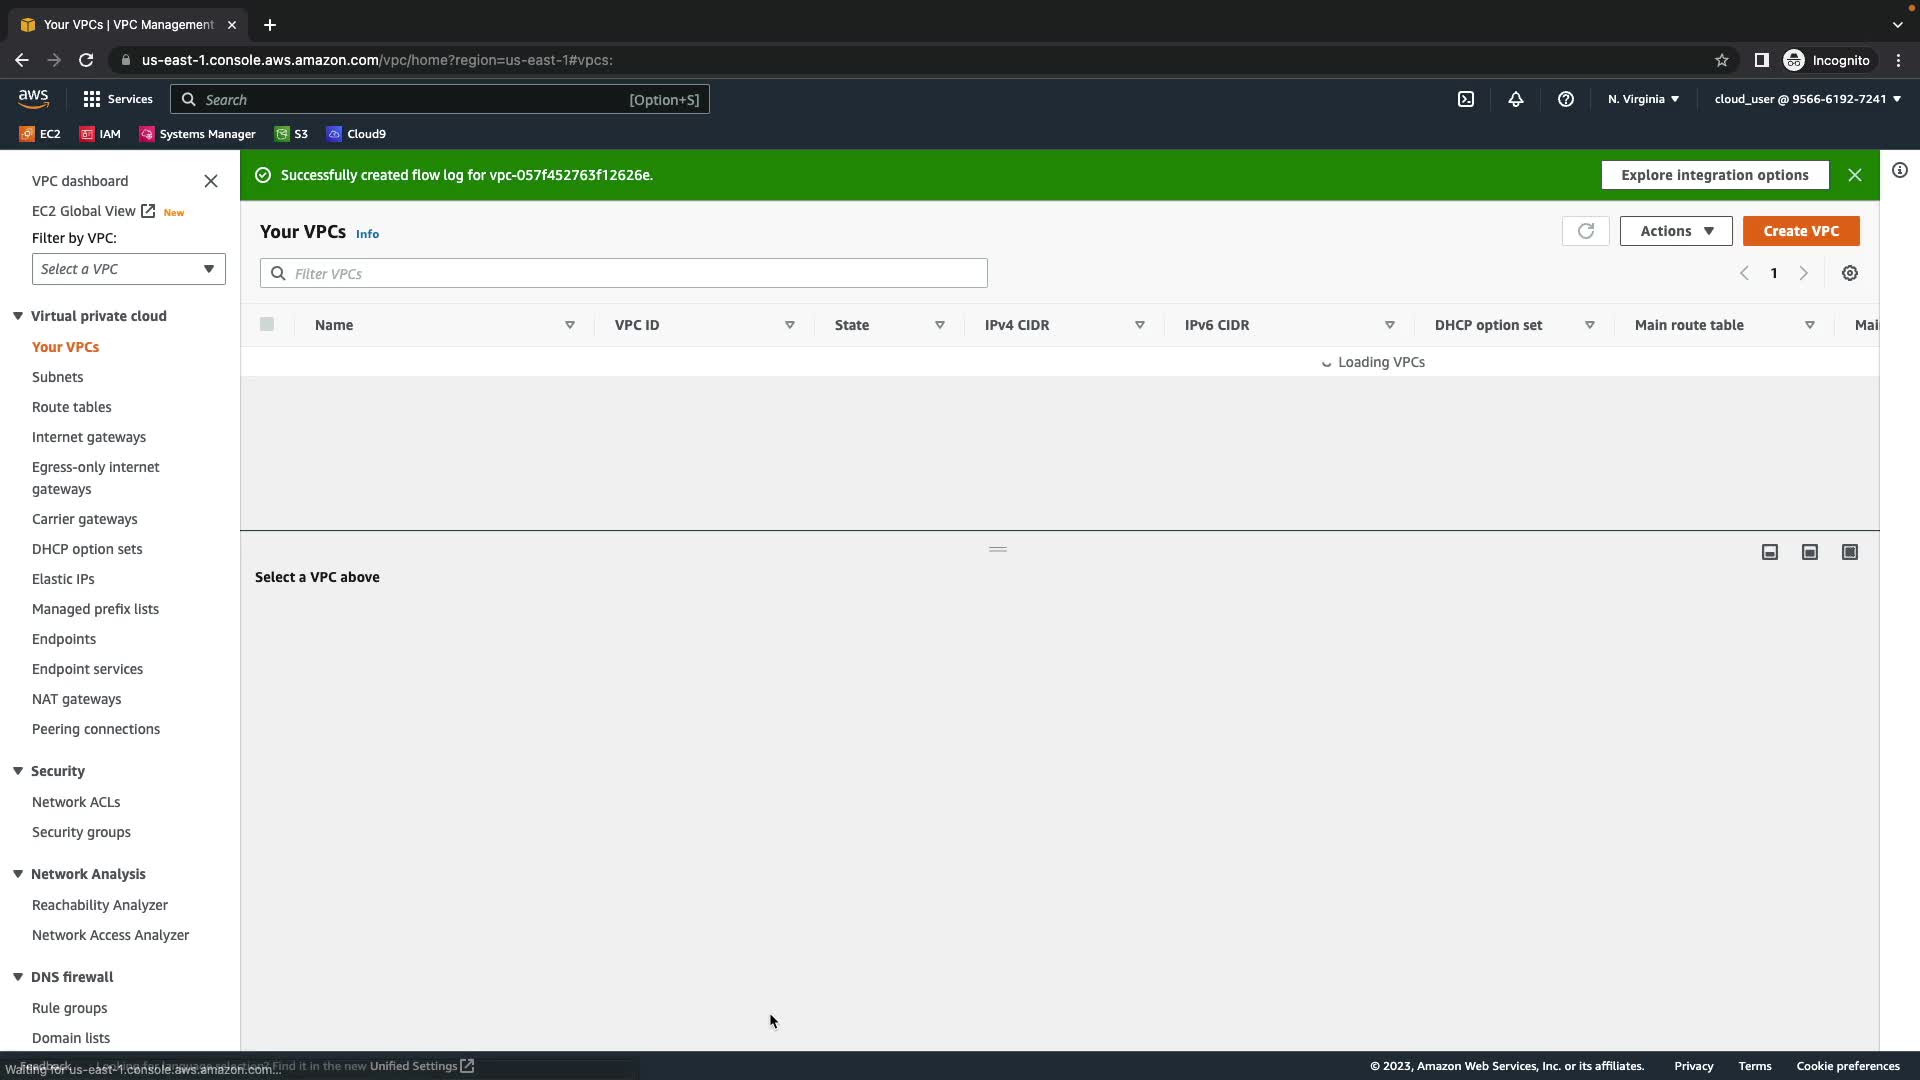 Your VPCs | VPC Management
us-east-1.console.aws.amazon.com/vpc/home?region=us-east-1#vpcs:
Incognito
aws
Services
Search
[Option+S]
N. Virginia
cloud_user @ 9566-6192-7241
EC2
IAM
Systems Manager
S3
Cloud9
VPC dashboard
EC2 Global View New
Filter by VPC:
Select a VPC
Virtual private cloud
Your VPCs
Subnets
Route tables
Internet gateways
Egress-only internet
gateways
Carrier gateways
DHCP option sets
Elastic IPs
Managed prefix lists
Endpoints
Endpoint services
NAT gateways
Peering connections
Security
Network ACLs
Security groups
Network Analysis
Reachability Analyzer
Network Access Analyzer
DNS firewall
Rule groups
Domain lists
Successfully created flow log for vpc-057f452763f12626e.
Explore integration options
Your VPCs Info
Actions
Create VPC
Filter VPCs
1
Name
VPC ID
State
IPv4 CIDR
IPv6 CIDR
DHCP option set
Main route table
Mai
Loading VPCs
Select a VPC above
Feedback
Looking for language selection? Find it in the new Unified Settings
Waiting for us-east-1.console.aws.amazon.com...
© 2023, Amazon Web Services, Inc. or its affiliates.
Privacy
Terms
Cookie preferences